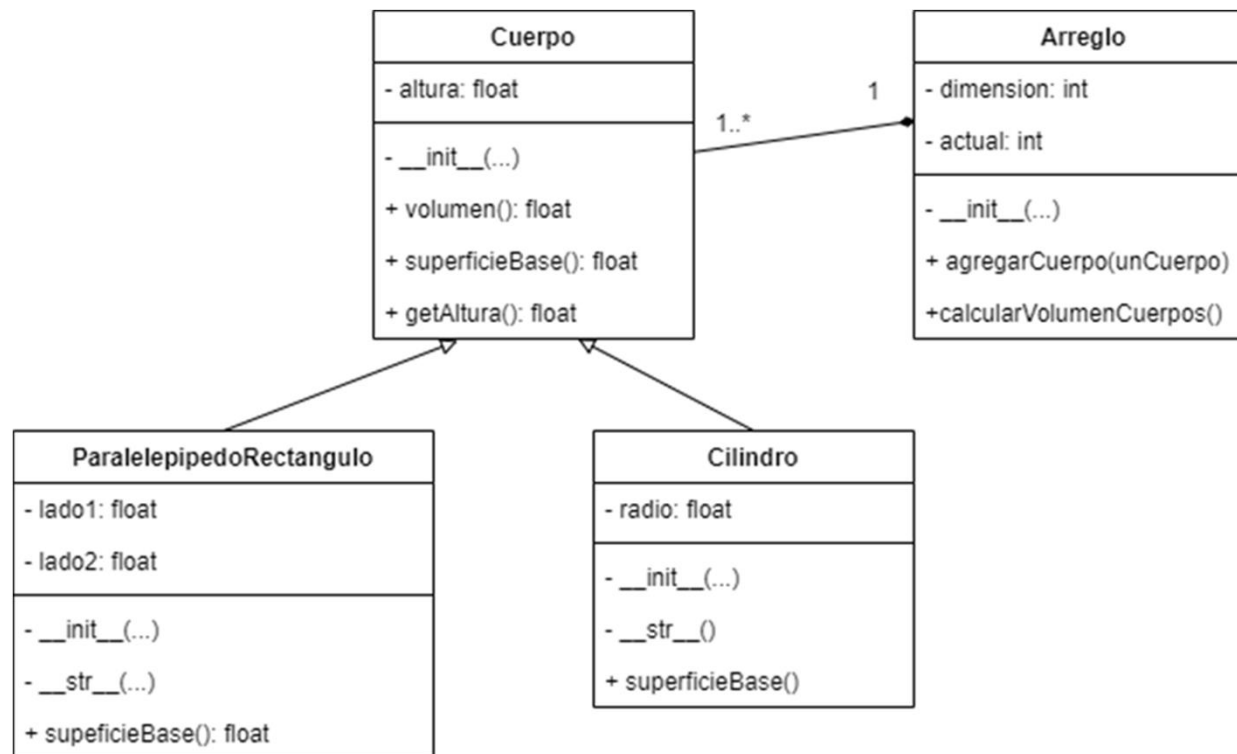 Cuerpo
- altura: float
- __init__(...)
+ volumen(): float
+ superficieBase(): float
+ getAltura(): float
1..*
1
Arreglo
- dimension: int
- actual: int
- __init__(...)
+ agregarCuerpo(unCuerpo)
+calcularVolumenCuerpos()
ParalelepipedoRectangulo
- lado1: float
- lado2: float
- __init__(...)
- __str__(...)
+ supeficieBase(): float
Cilindro
- radio: float
- __init__(...)
- __str__()
+ superficieBase()